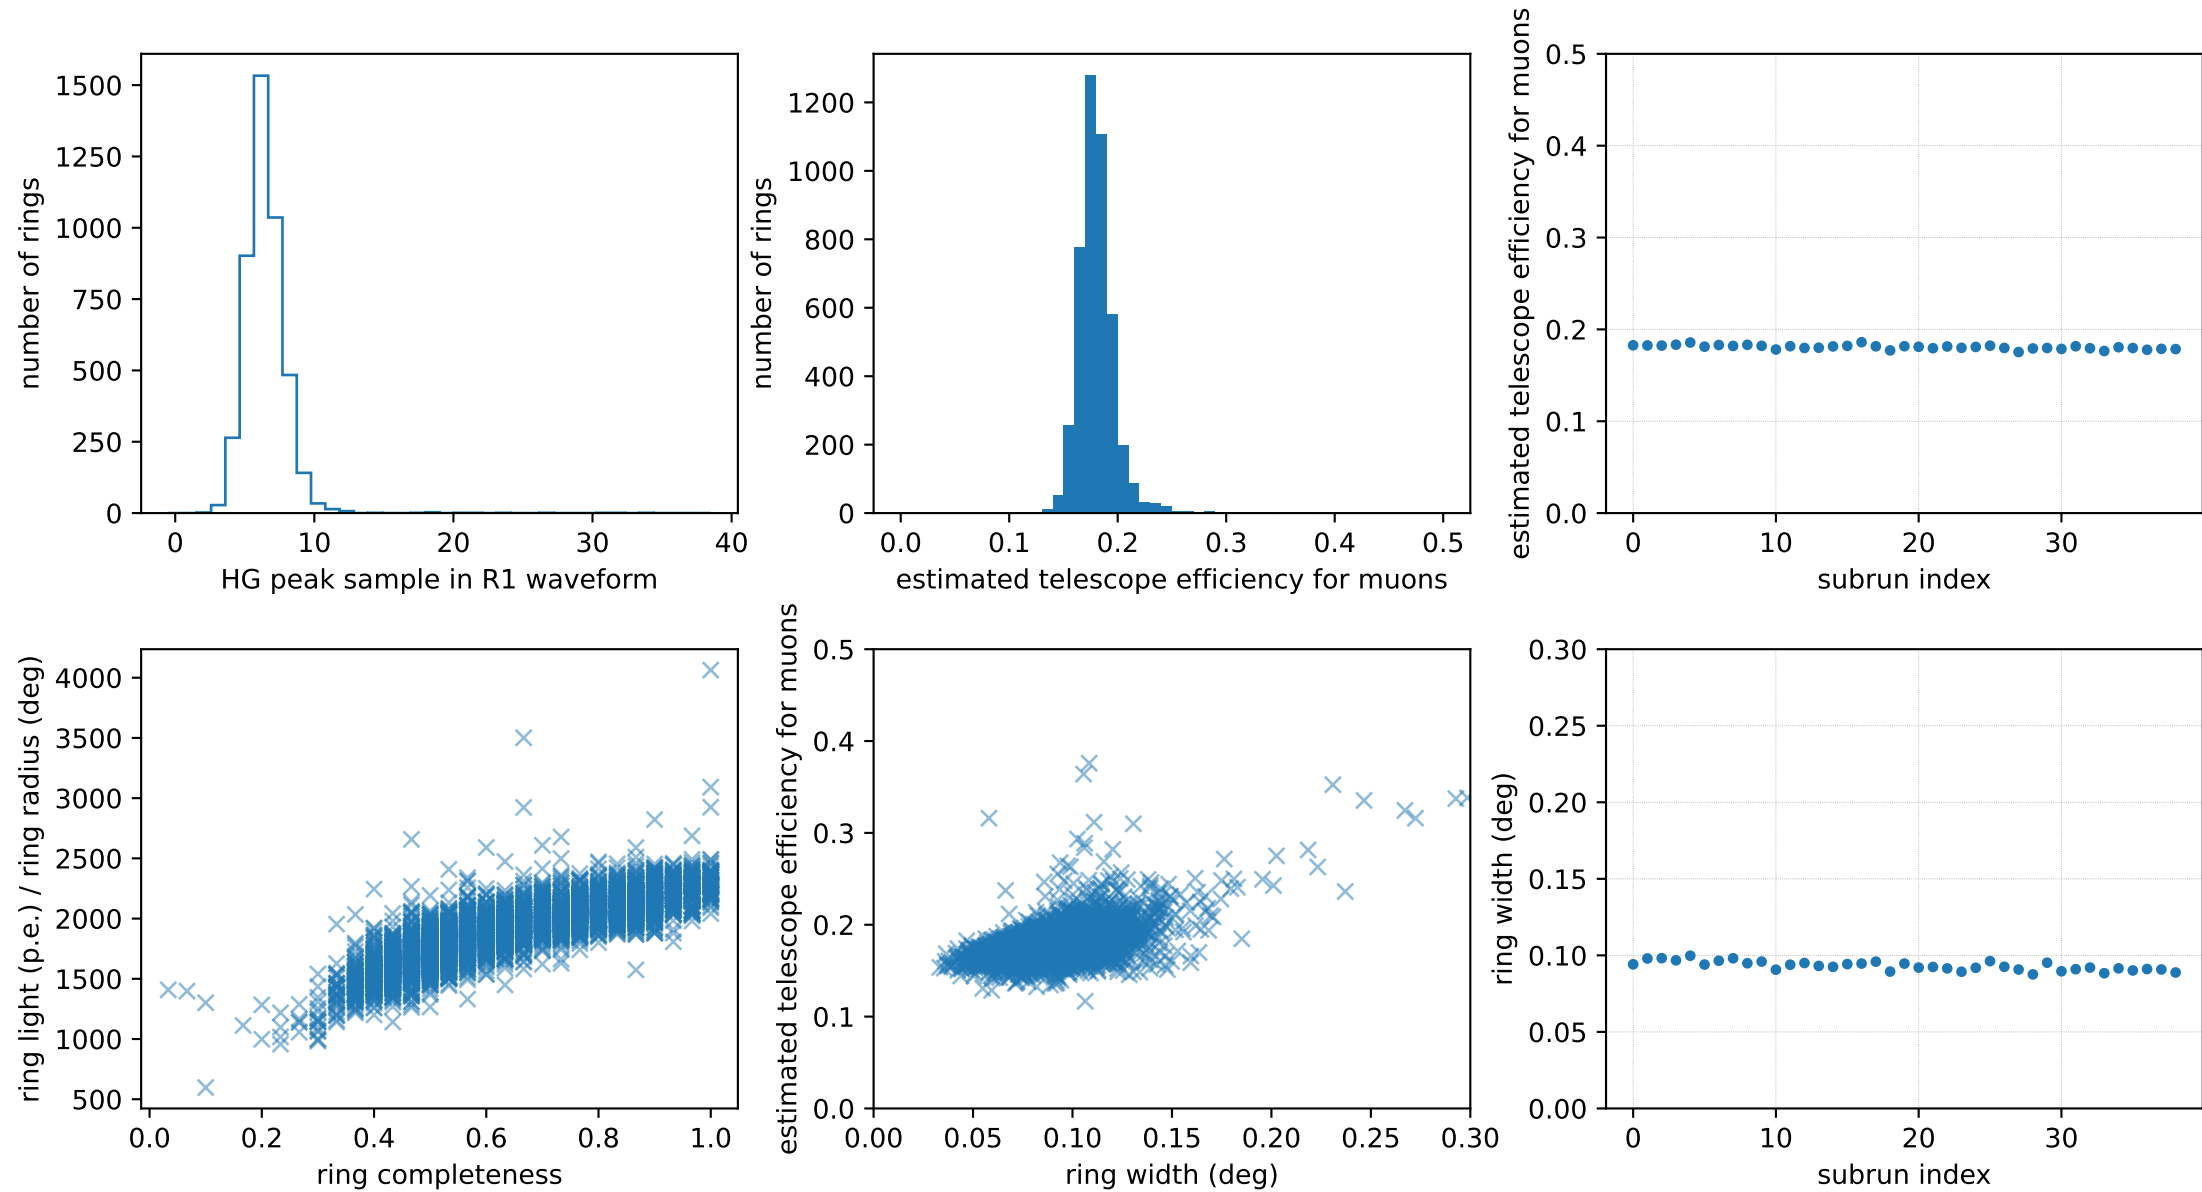 1500
1250
1000
750
500
250
0
number of rings
0 10 20 30 40
HG peak sample in R1 waveform
1200
1000
800
600
400
200
0
number of rings
0.0 0.1 0.2 0.3 0.4 0.5
estimated telescope efficiency for muons
0.5
0.4
0.3
0.2
0.1
0.0
estimated telescope efficiency for muons
0 10 20 30
subrun index
4000
3500
3000
2500
2000
1500
1000
500
ring light (p.e.) / ring radius (deg)
0.0 0.2 0.4 0.6 0.8 1.0
ring completeness
0.5
0.4
0.3
0.2
0.1
0.0
estimated telescope efficiency for muons
0.00 0.05 0.10 0.15 0.20 0.25 0.30
ring width (deg)
0.30
0.25
0.20
0.15
0.10
0.05
0.00
ring width (deg)
0 10 20 30
subrun index